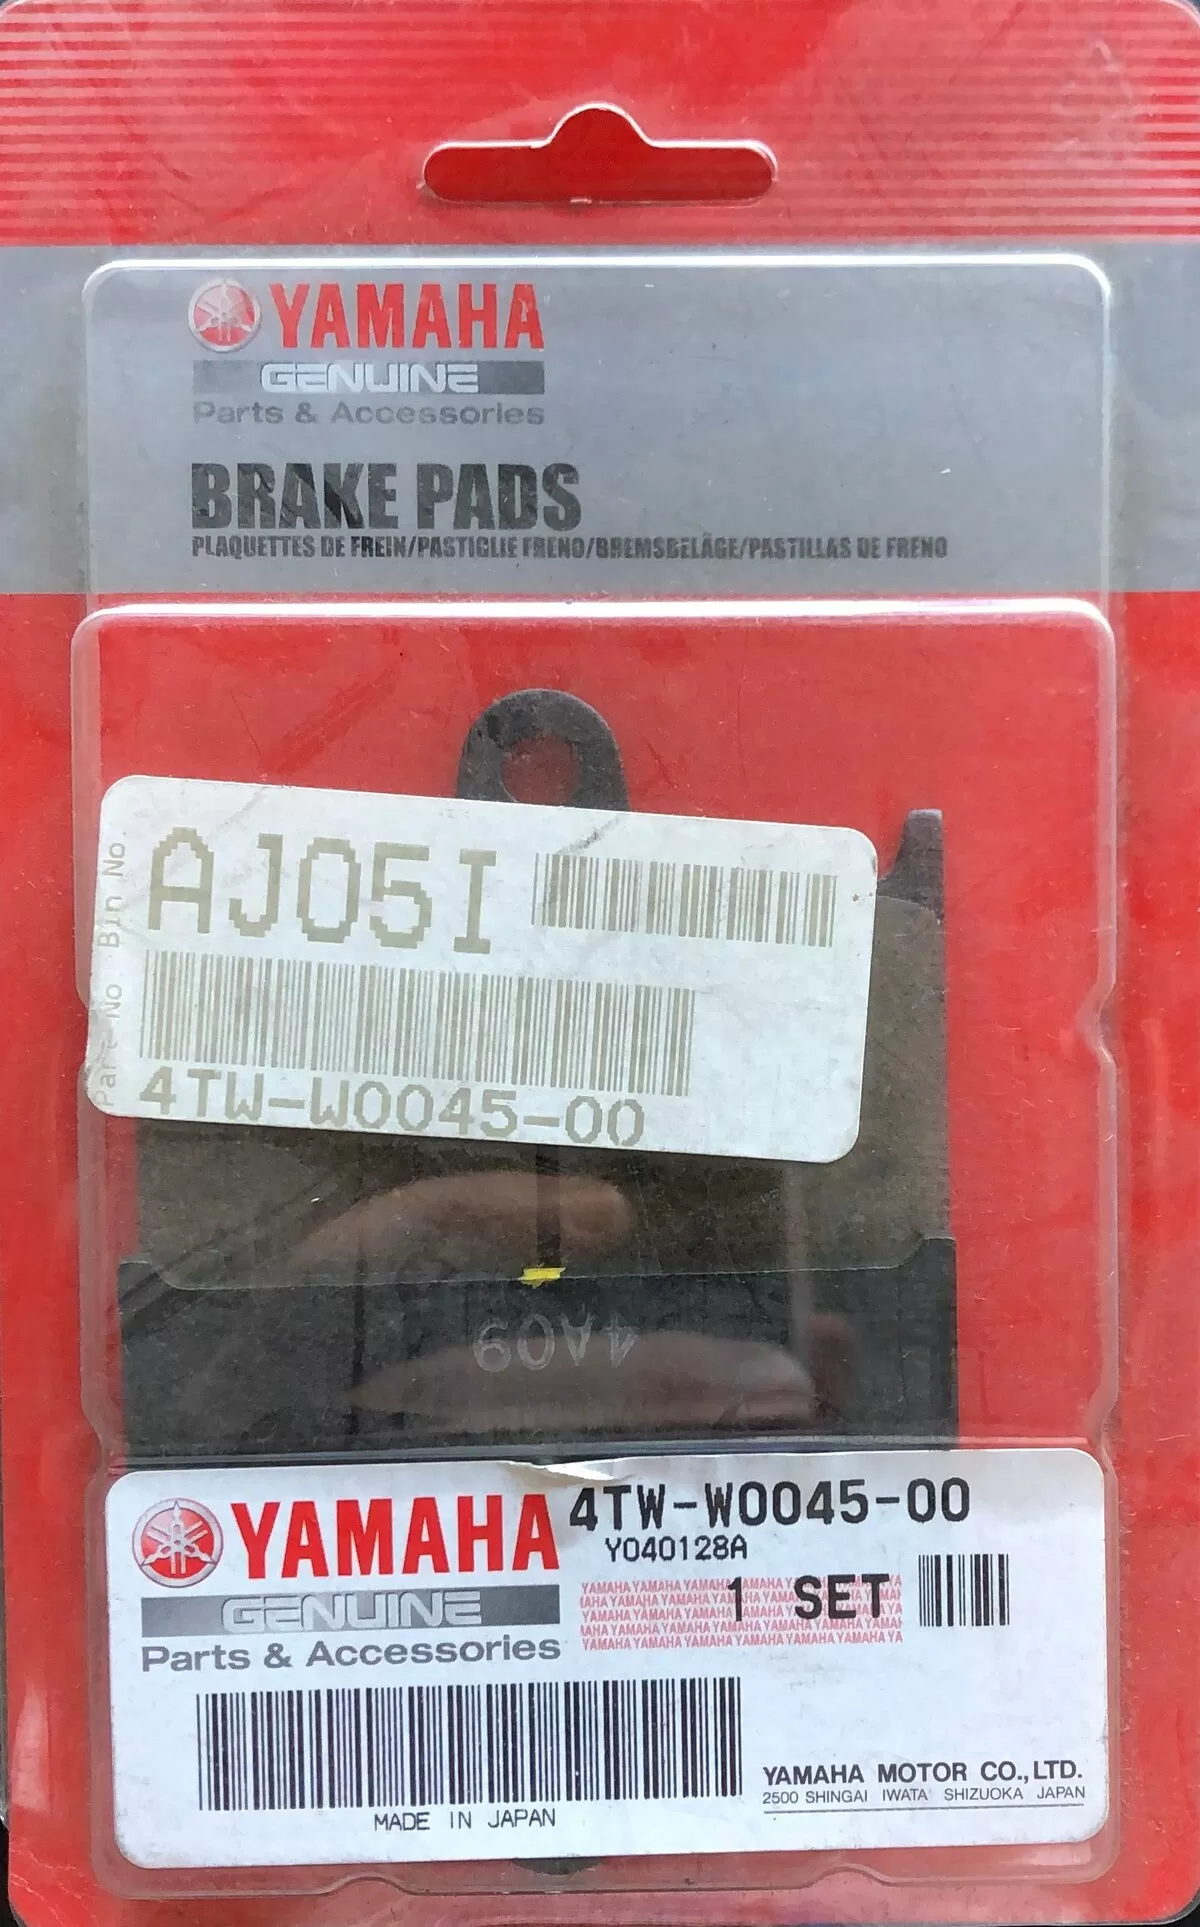 YAMAHA
GENUINE
Parts & Accessories
BRAKE PADS
PLAQUETTES DE FREIN/PASTIGLIE FRENO/BREMSBELÄGE/PASTILLAS DE FRENO
Bin No.
AJ05I
Part No.
4TW-W0045-00
4A09
YAMAHA
GENUINE
Parts & Accessories
4TW-W0045-00
Y040128A
1 SET
MADE IN JAPAN
YAMAHA MOTOR CO.,LTD.
2500 SHINGAI IWATA SHIZUOKA JAPAN